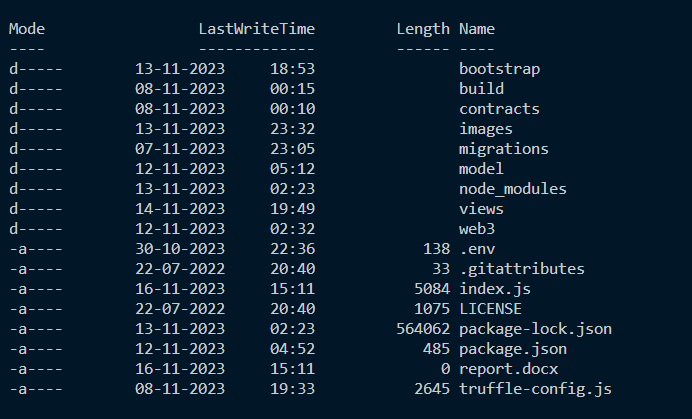 Mode LastWriteTime Length Name
---- ------------- ------ ----
d----- 13-11-2023 18:53 bootstrap
d----- 08-11-2023 00:15 build
d----- 08-11-2023 00:10 contracts
d----- 13-11-2023 23:32 images
d----- 07-11-2023 23:05 migrations
d----- 12-11-2023 05:12 model
d----- 13-11-2023 02:23 node_modules
d----- 14-11-2023 19:49 views
d----- 12-11-2023 02:32 web3
-a---- 30-10-2023 22:36 138 .env
-a---- 22-07-2022 20:40 33 .gitattributes
-a---- 16-11-2023 15:11 5084 index.js
-a---- 22-07-2022 20:40 1075 LICENSE
-a---- 13-11-2023 02:23 564062 package-lock.json
-a---- 12-11-2023 04:52 485 package.json
-a---- 16-11-2023 15:11 0 report.docx
-a---- 08-11-2023 19:33 2645 truffle-config.js